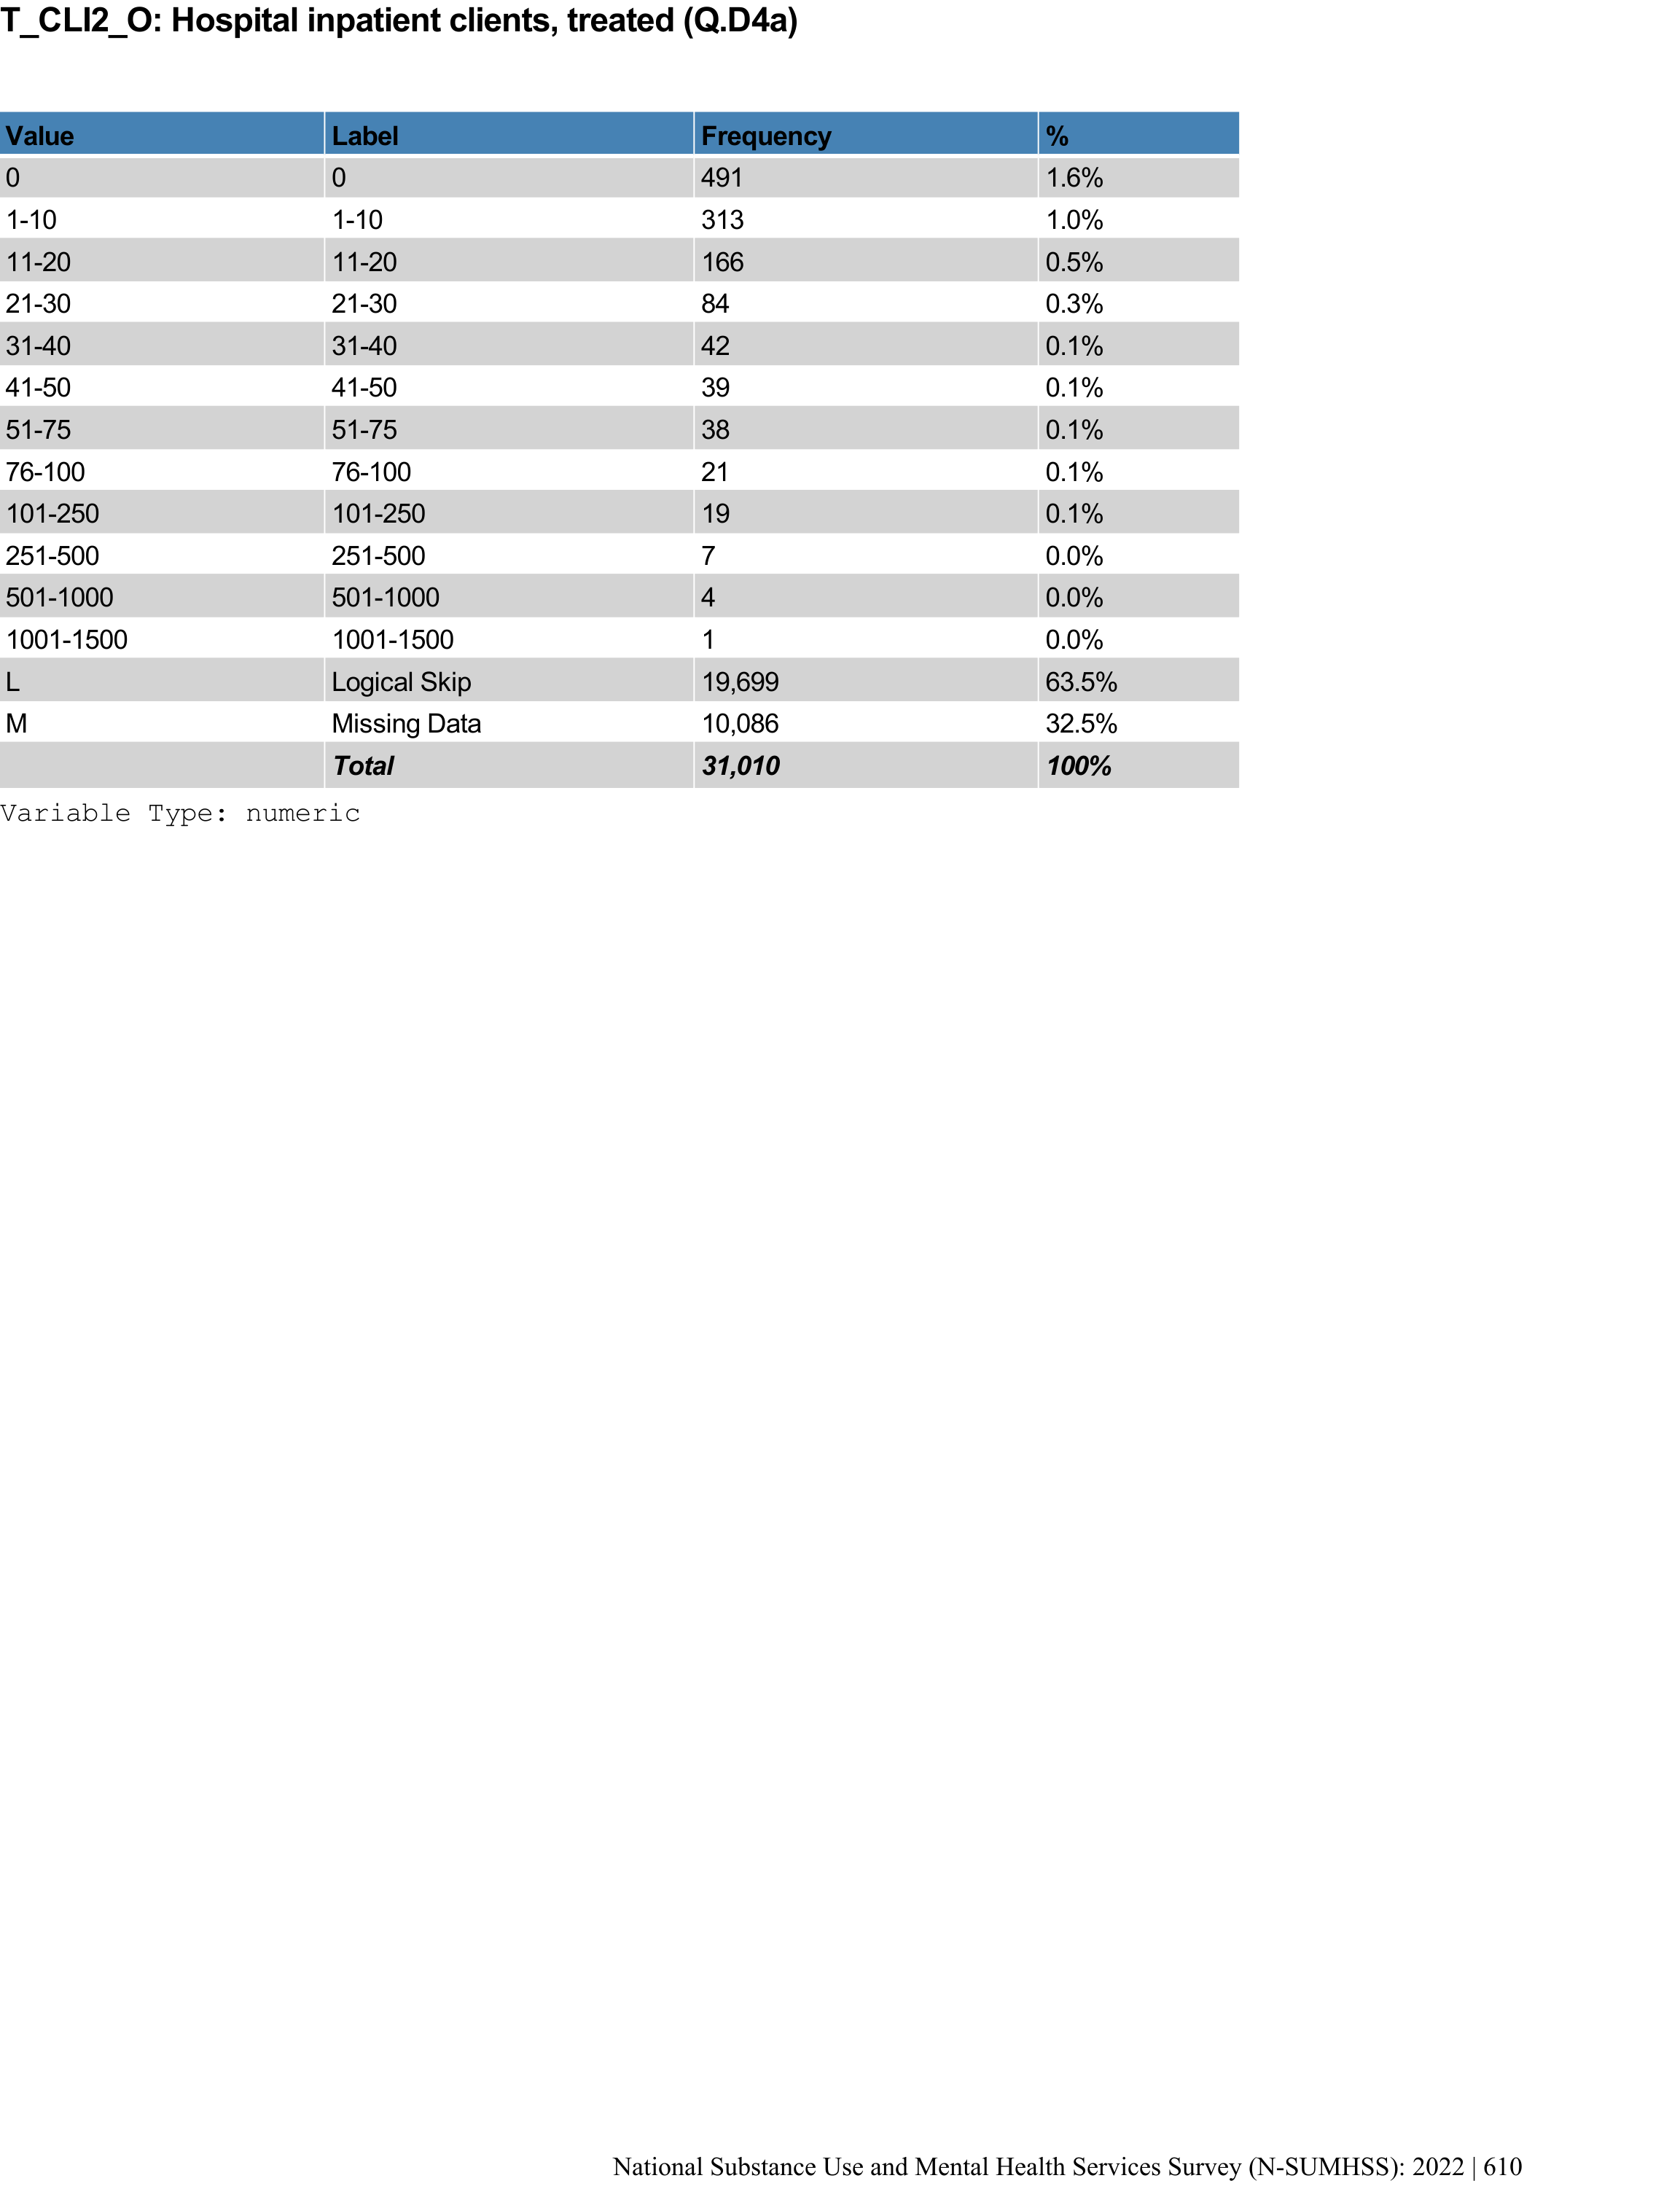 T_CLI2_O: Hospital inpatient clients, treated (Q.D4a)
Value Label Frequency %
0 0 491 1.6%
1-10 1-10 313 1.0%
11-20 11-20 166 0.5%
21-30 21-30 84 0.3%
31-40 31-40 42 0.1%
41-50 41-50 39 0.1%
51-75 51-75 38 0.1%
76-100 76-100 21 0.1%
101-250 101-250 19 0.1%
251-500 251-500 7 0.0%
501-1000 501-1000 4 0.0%
1001-1500 1001-1500 1 0.0%
L Logical Skip 19,699 63.5%
M Missing Data 10,086 32.5%
Total 31,010 100%
Variable Type: numeric
National Substance Use and Mental Health Services Survey (N-SUMHSS): 2022 | 610